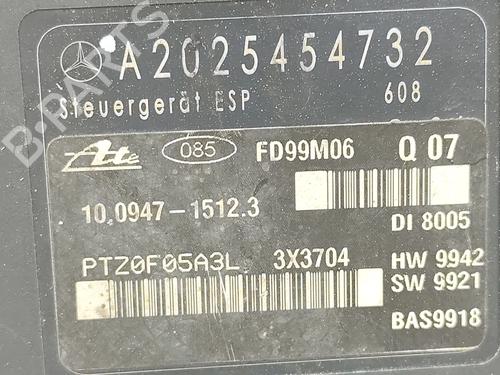 A2025454732
Steuergerät ESP 608
Ate 085 FD99M06 Q 07
10.0947-1512.3
DI 8005
PTZ0F05A3L 3X3704 HW 9942
SW 9921
BAS9918
B-PARTS